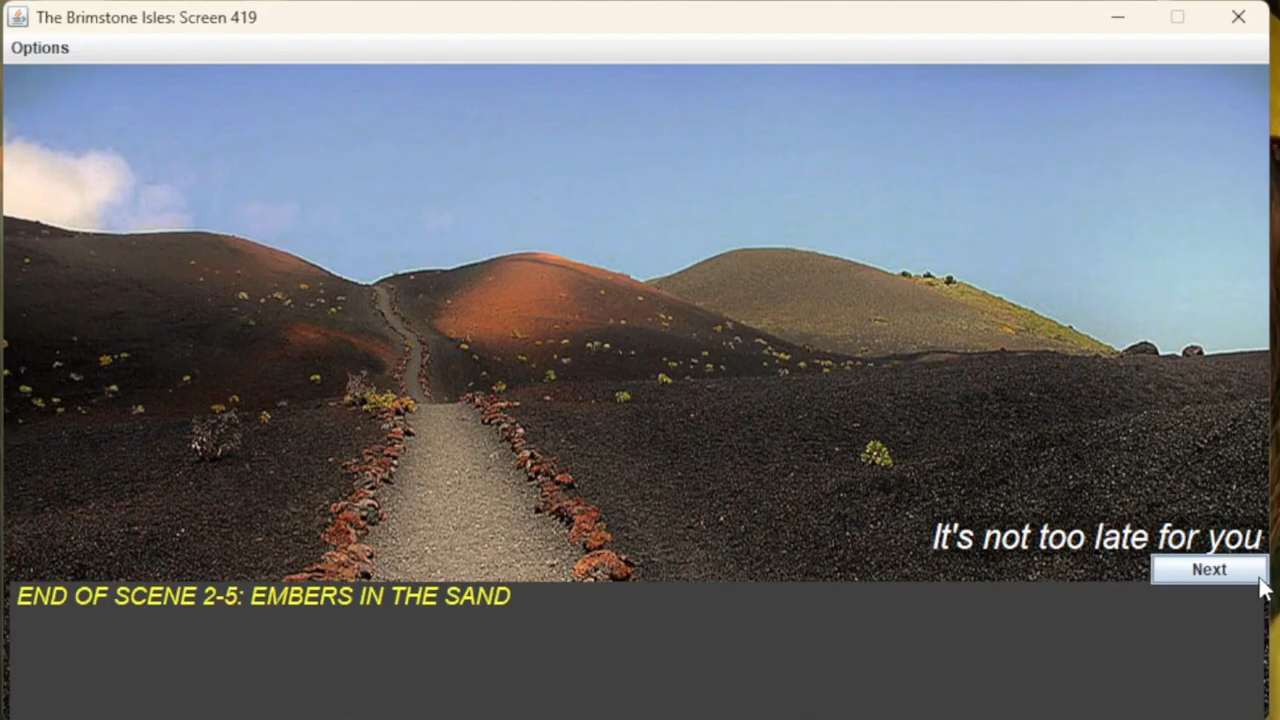 The Brimstone Isles: Screen 419
Options
It's not too late for you
Next
END OF SCENE 2-5: EMBERS IN THE SAND